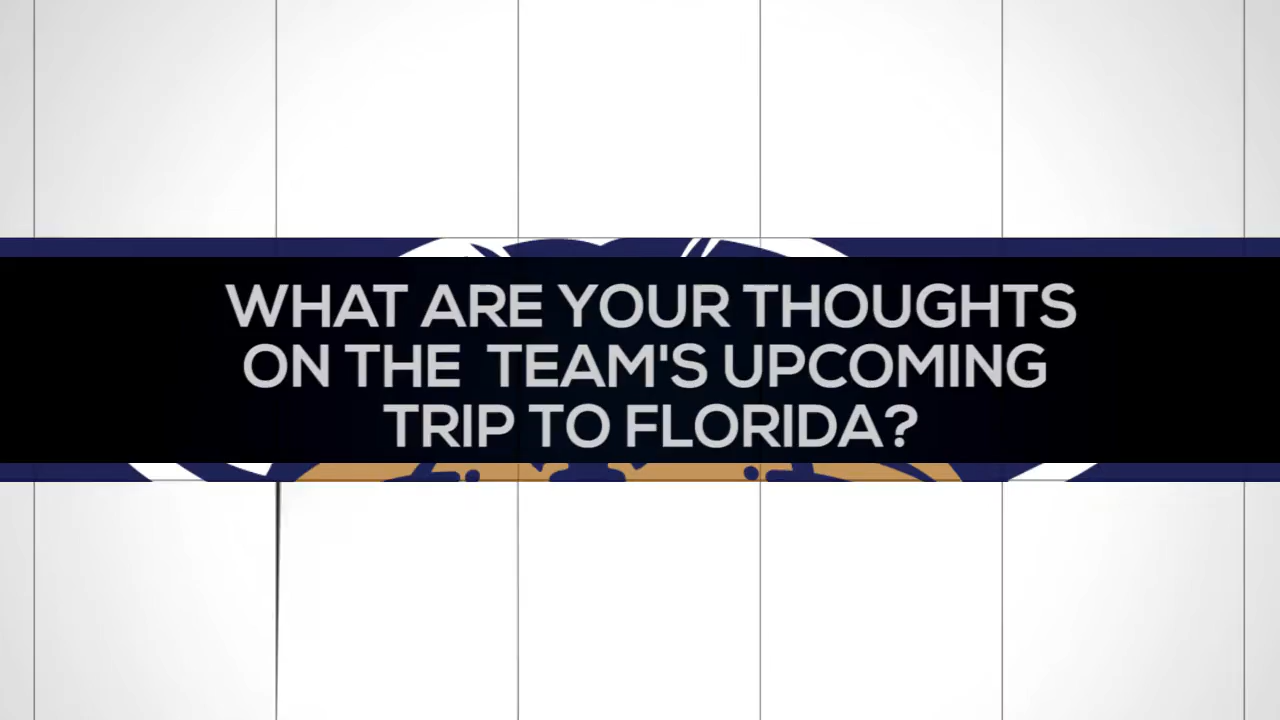 WHAT ARE YOUR THOUGHTS
ON THE  TEAM'S UPCOMING
TRIP TO FLORIDA?